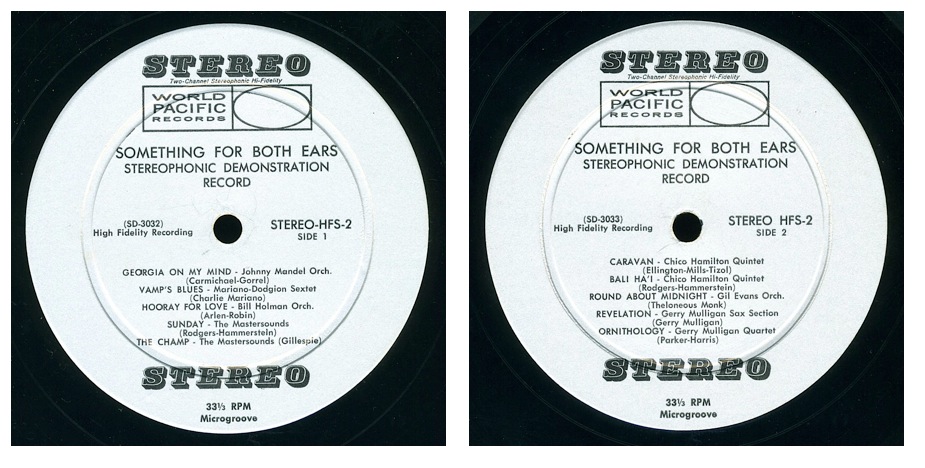 STEREO
Two-Channel Stereophonic Hi-Fidelity
WORLD
PACIFIC
RECORDS
SOMETHING FOR BOTH EARS
STEREOPHONIC DEMONSTRATION
RECORD
(SD-3032)
High Fidelity Recording
STEREO-HFS-2
SIDE 1
GEORGIA ON MY MIND - Johnny Mandel Orch.
(Carmichael-Gorrel)
VAMP'S BLUES - Mariano-Dodgion Sextet
(Charlie Mariano)
HOORAY FOR LOVE - Bill Holman Orch.
(Arlen-Robin)
SUNDAY - The Mastersounds
(Rodgers-Hammerstein)
THE CHAMP - The Mastersounds (Gillespie)
STEREO
33⅓ RPM
Microgroove
STEREO
Two-Channel Stereophonic Hi-Fidelity
WORLD
PACIFIC
RECORDS
SOMETHING FOR BOTH EARS
STEREOPHONIC DEMONSTRATION
RECORD
(SD-3033)
High Fidelity Recording
STEREO HFS-2
SIDE 2
CARAVAN - Chico Hamilton Quintet
(Ellington-Mills-Tizol)
BALI HA'I - Chico Hamilton Quintet
(Rodgers-Hammerstein)
ROUND ABOUT MIDNIGHT - Gil Evans Orch.
(Theloneous Monk)
REVELATION - Gerry Mulligan Sax Section
(Gerry Mulligan)
ORNITHOLOGY - Gerry Mulligan Quartet
(Parker-Harris)
STEREO
33⅓ RPM
Microgroove